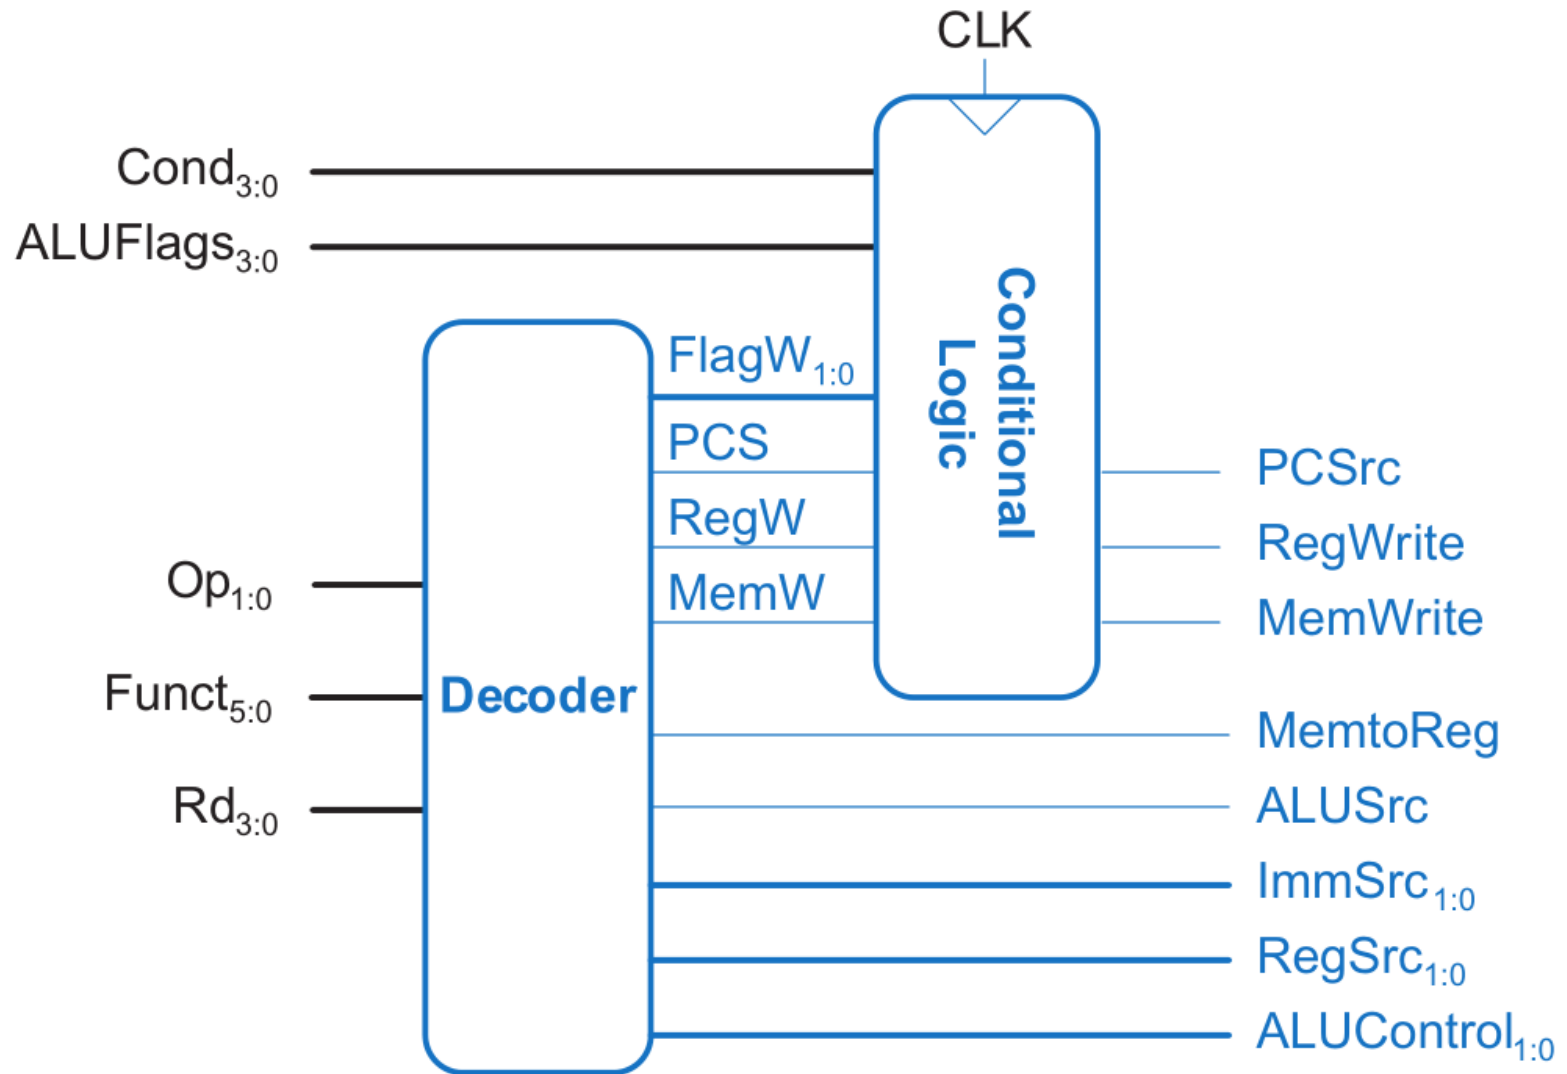 CLK
Cond3:0
ALUFlags3:0
Conditional
Logic
FlagW1:0
PCS
RegW
MemW
PCSrc
RegWrite
MemWrite
Op1:0
Funct5:0
Rd3:0
Decoder
MemtoReg
ALUSrc
ImmSrc1:0
RegSrc1:0
ALUControl1:0